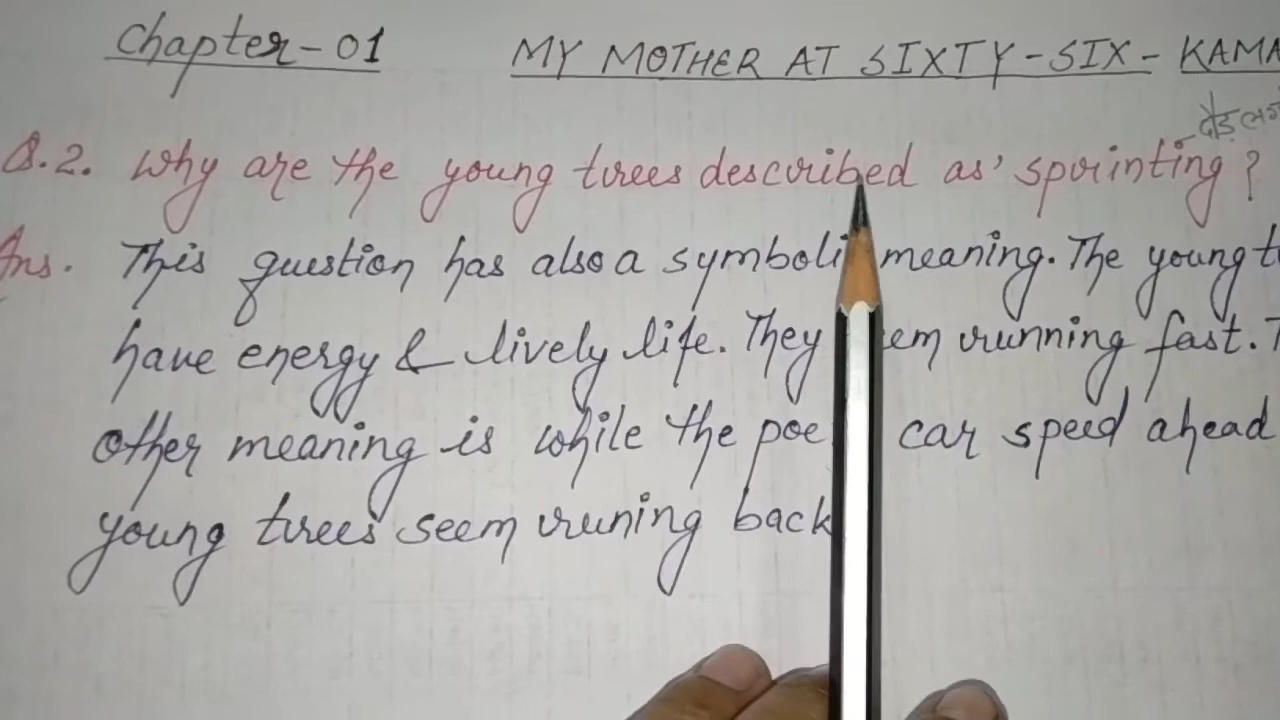 Chapter-01 MY MOTHER AT SIXTY-SIX - KAMA
Q.2. Why are the young trees described as' sprinting?
Ans. This question has also a symboli meaning. The young t
have energy & lively life. They em running fast. T
other meaning is while the poe car speed ahead
young trees seem runing back